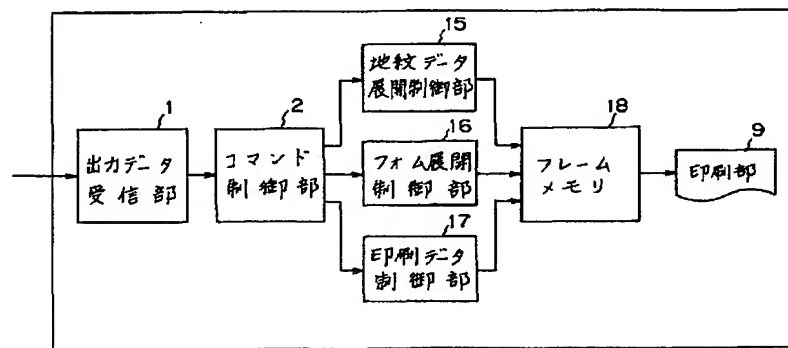 1
出力データ
受信部
2
コマンド
制御部
15
地紋データ
展開制御部
16
フォム展開
制御部
17
印刷データ
制御部
18
フレーム
メモリ
9
印刷部